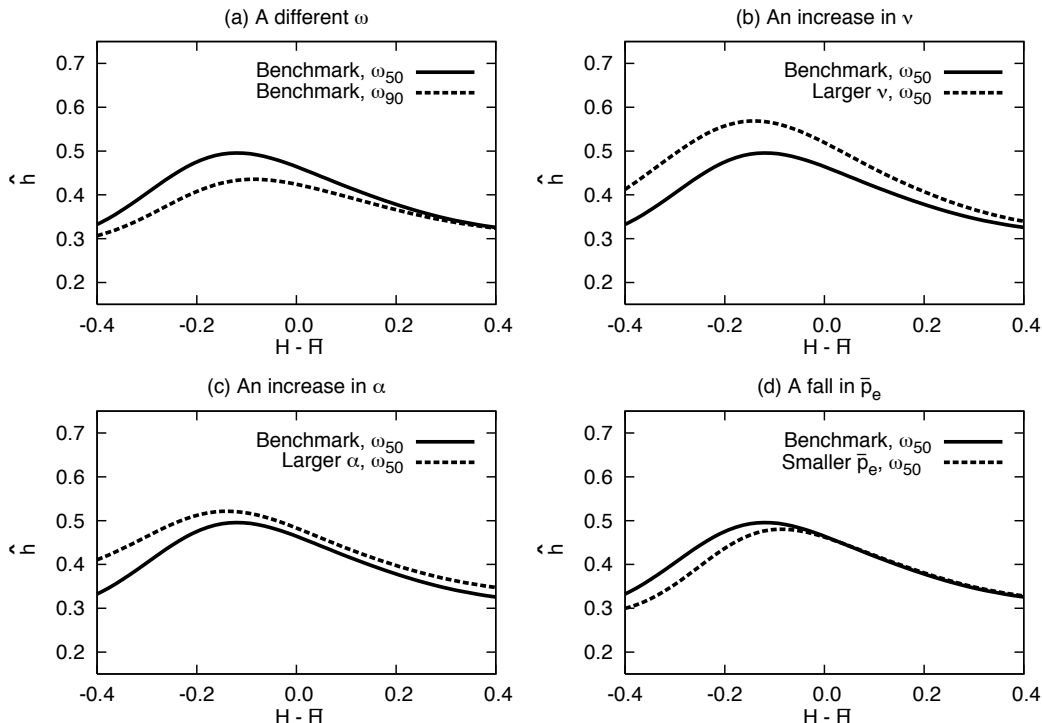 (a) A different ω
Benchmark, ω50
Benchmark, ω90
0.7
0.6
0.5
0.4
0.3
0.2
ĥ
-0.4 -0.2 0.0 0.2 0.4
H - H̄
(b) An increase in ν
Benchmark, ω50
Larger ν, ω50
0.7
0.6
0.5
0.4
0.3
0.2
ĥ
-0.4 -0.2 0.0 0.2 0.4
H - H̄
(c) An increase in α
Benchmark, ω50
Larger α, ω50
0.7
0.6
0.5
0.4
0.3
0.2
ĥ
-0.4 -0.2 0.0 0.2 0.4
H - H̄
(d) A fall in p̄e
Benchmark, ω50
Smaller p̄e, ω50
0.7
0.6
0.5
0.4
0.3
0.2
ĥ
-0.4 -0.2 0.0 0.2 0.4
H - H̄